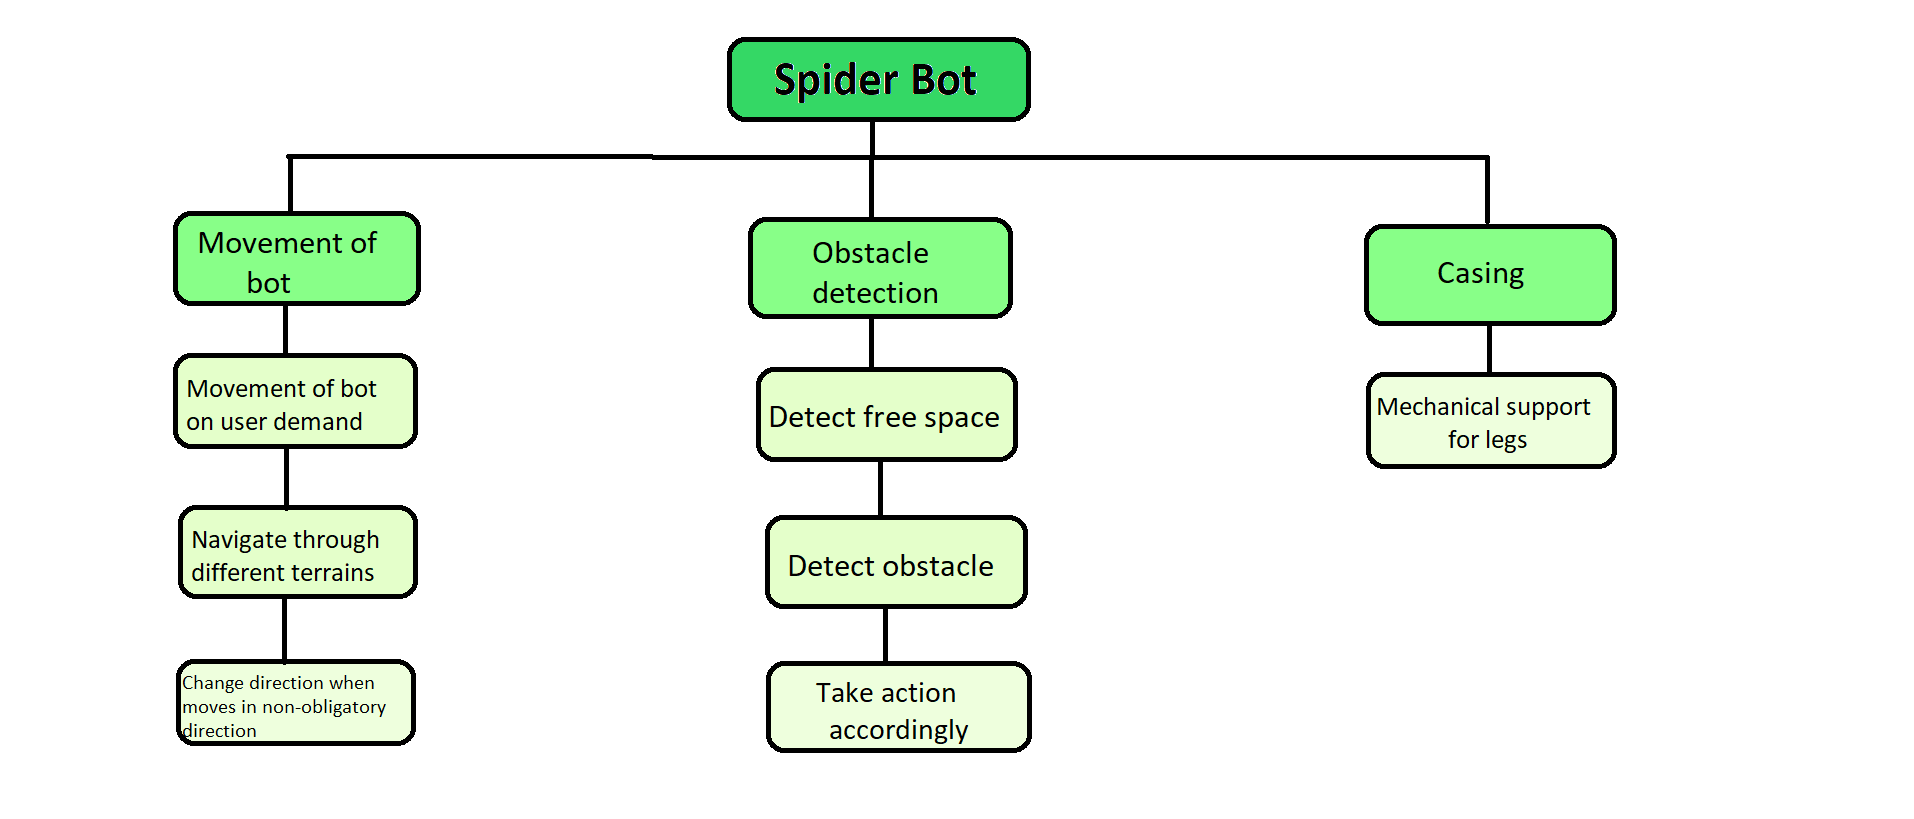 Spider Bot
Movement of
bot
Movement of bot
on user demand
Navigate through
different terrains
Change direction when
moves in non-obligatory
direction
Obstacle
detection
Detect free space
Detect obstacle
Take action
accordingly
Casing
Mechanical support
for legs